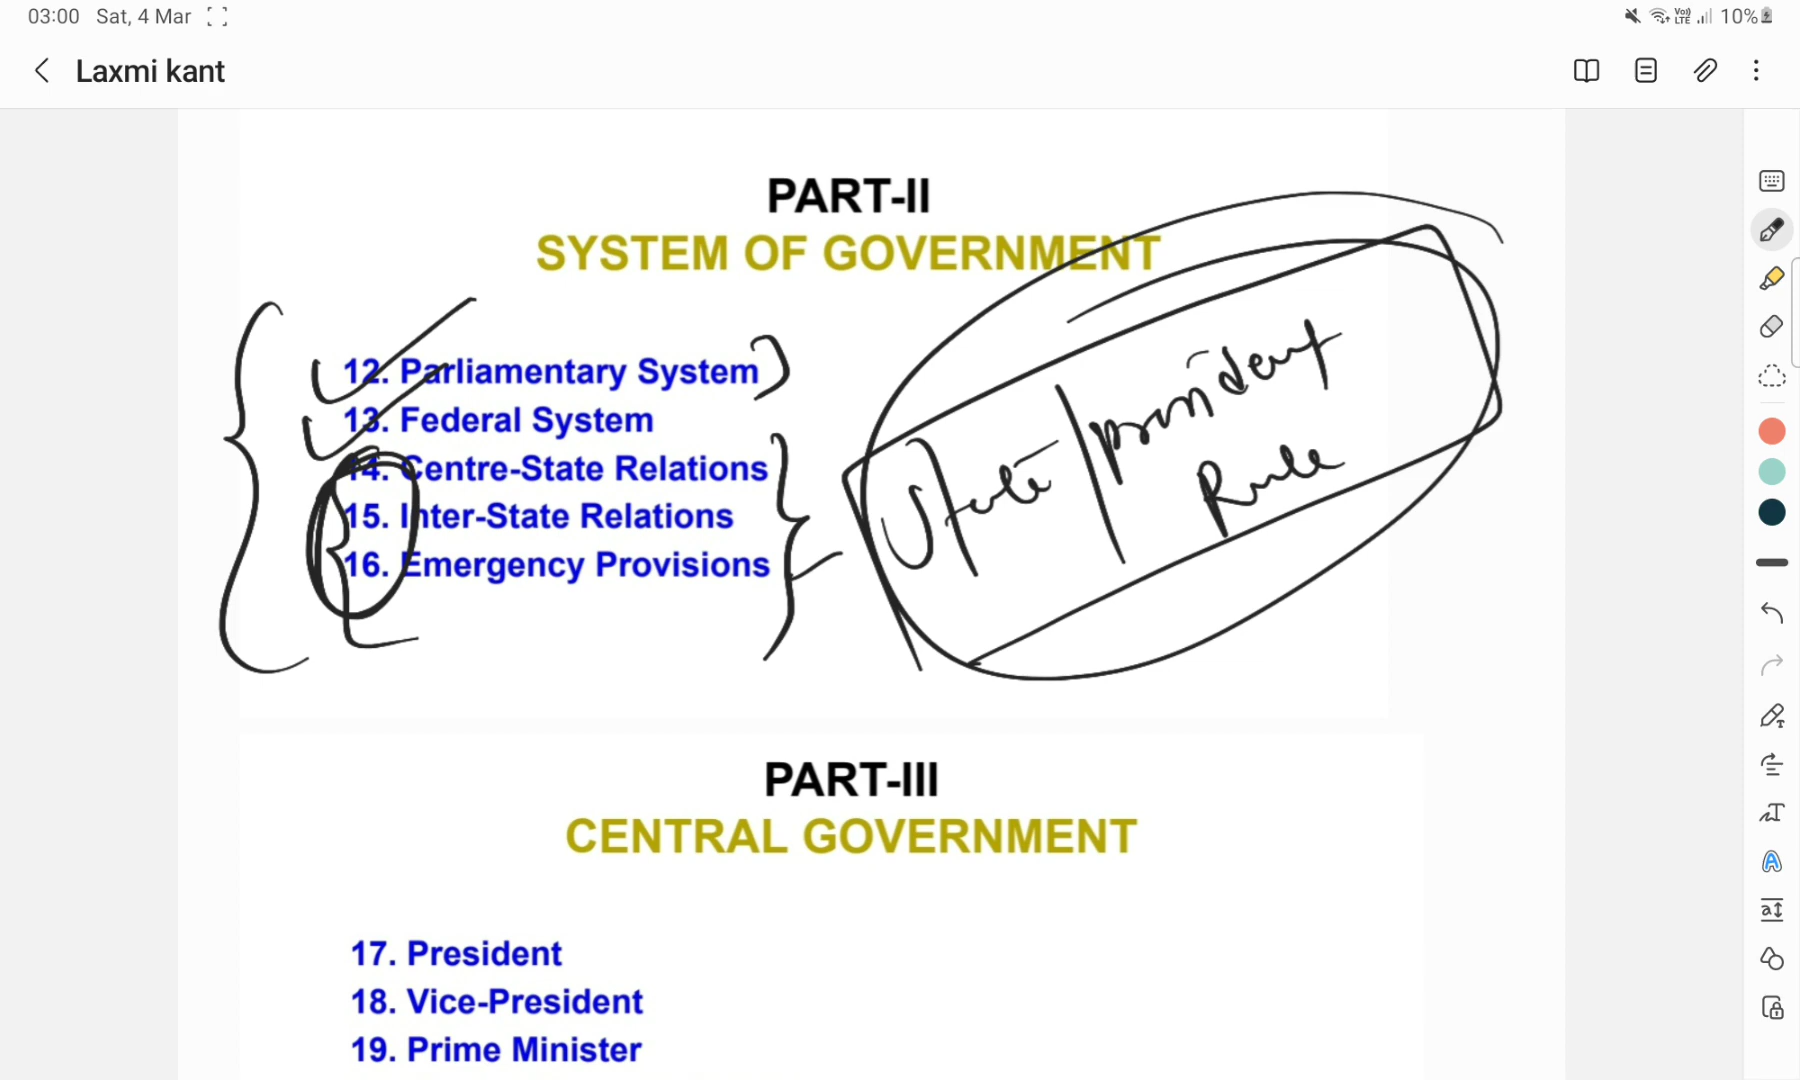 03:00 Sat, 4 Mar
10%
Laxmi kant
PART-II
SYSTEM OF GOVERNMENT
12. Parliamentary System
13. Federal System
14. Centre-State Relations
15. Inter-State Relations
16. Emergency Provisions
State/president
Rule
PART-III
CENTRAL GOVERNMENT
17. President
18. Vice-President
19. Prime Minister